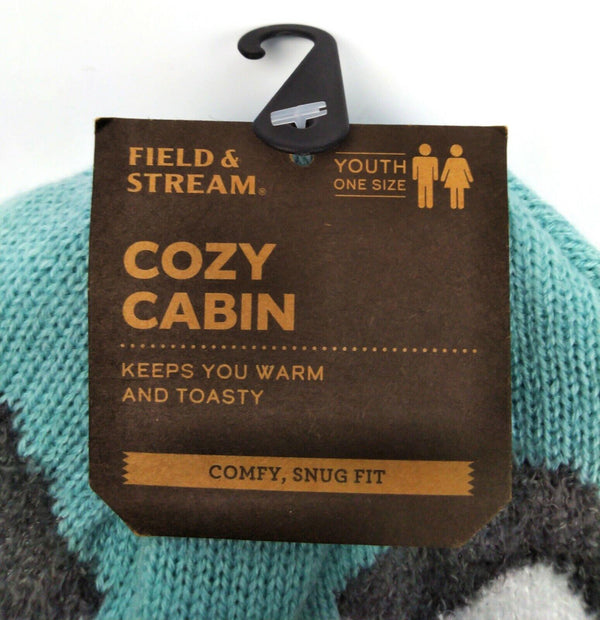 FIELD &
STREAM®
YOUTH
ONE SIZE
COZY
CABIN
KEEPS YOU WARM
AND TOASTY
COMFY, SNUG FIT